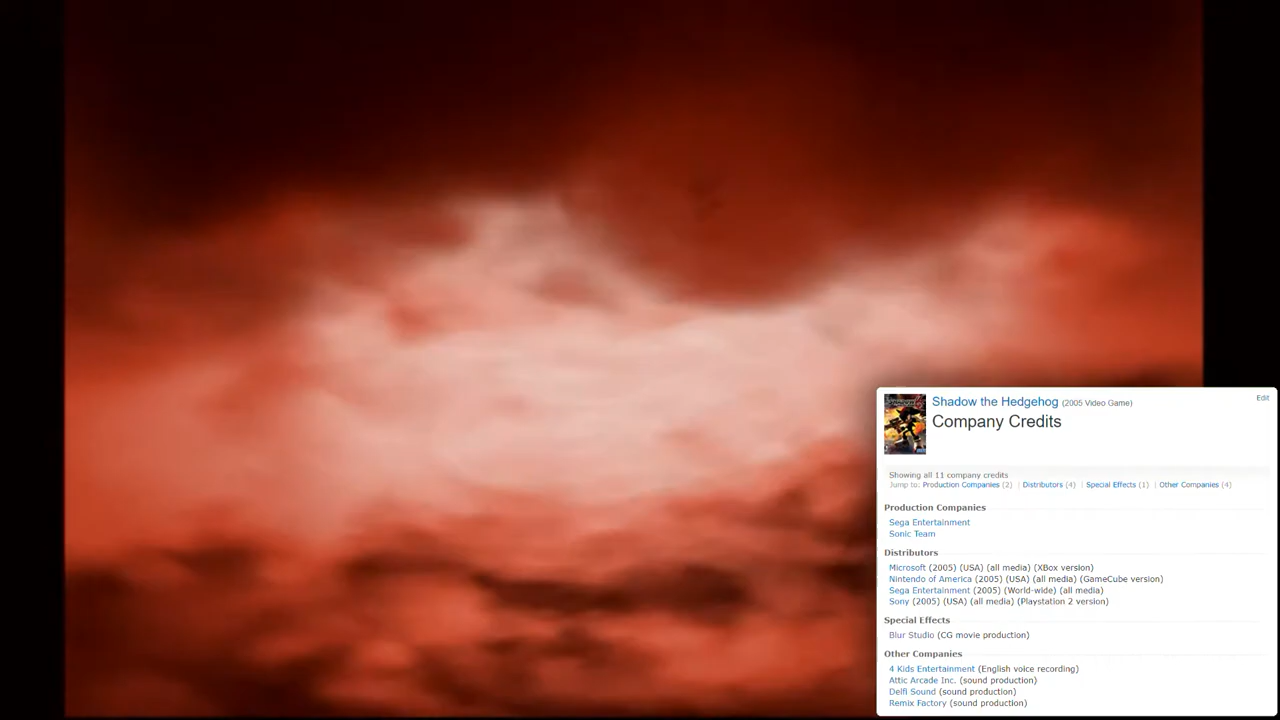 Shadow the Hedgehog (2005 Video Game)
Edit
Company Credits
Showing all 11 company credits
Jump to: Production Companies (2) | Distributors (4) | Special Effects (1) | Other Companies (4)
Production Companies
Sega Entertainment
Sonic Team
Distributors
Microsoft (2005) (USA) (all media) (XBox version)
Nintendo of America (2005) (USA) (all media) (GameCube version)
Sega Entertainment (2005) (World-wide) (all media)
Sony (2005) (USA) (all media) (Playstation 2 version)
Special Effects
Blur Studio (CG movie production)
Other Companies
4 Kids Entertainment (English voice recording)
Attic Arcade Inc. (sound production)
Delfi Sound (sound production)
Remix Factory (sound production)